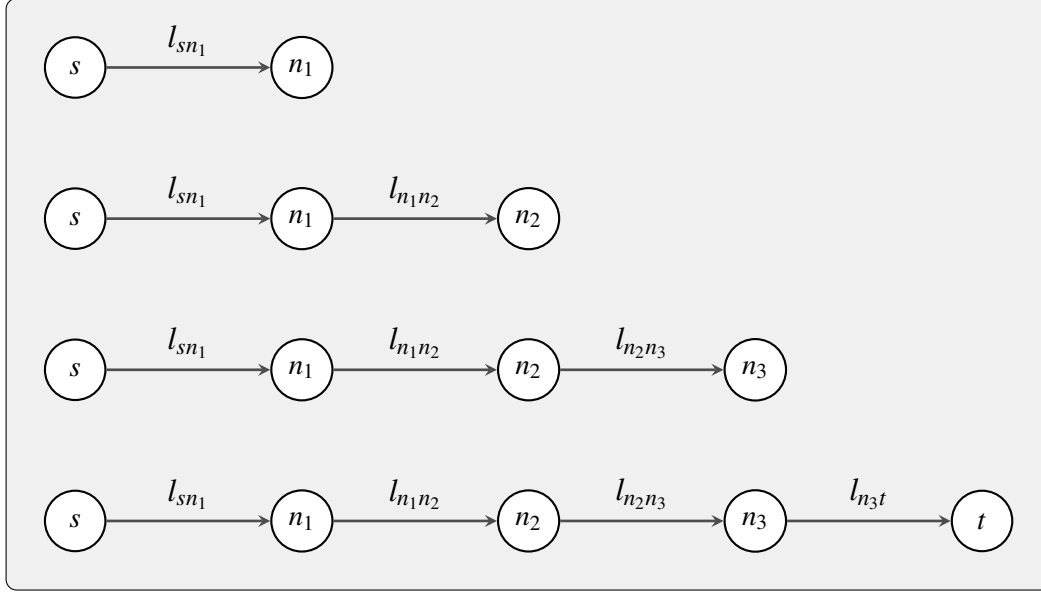 l_{sn_1}
s n_1
l_{sn_1} l_{n_1n_2}
s n_1 n_2
l_{sn_1} l_{n_1n_2} l_{n_2n_3}
s n_1 n_2 n_3
l_{sn_1} l_{n_1n_2} l_{n_2n_3} l_{n_3t}
s n_1 n_2 n_3 t